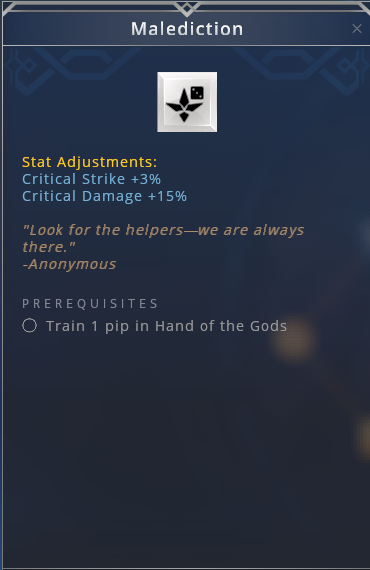 Malediction
Stat Adjustments:
Critical Strike +3%
Critical Damage +15%
"Look for the helpers—we are always
there."
-Anonymous
PREREQUISITES
Train 1 pip in Hand of the Gods